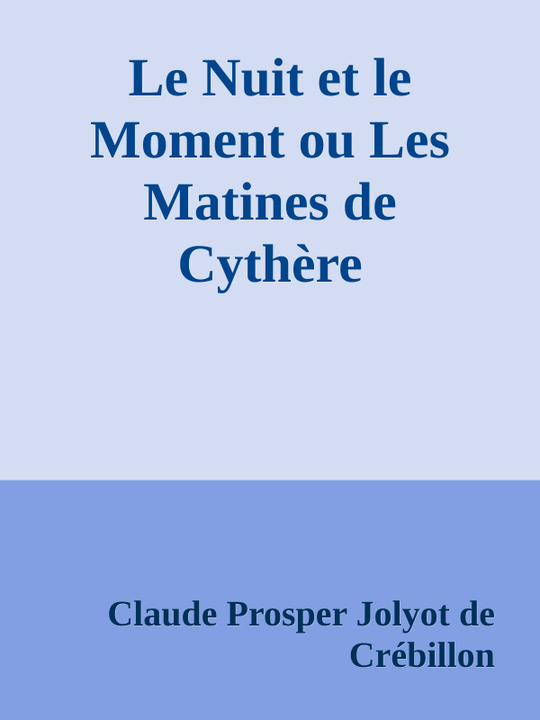 Le Nuit et le
Moment ou Les
Matines de
Cythère
Claude Prosper Jolyot de
Crébillon